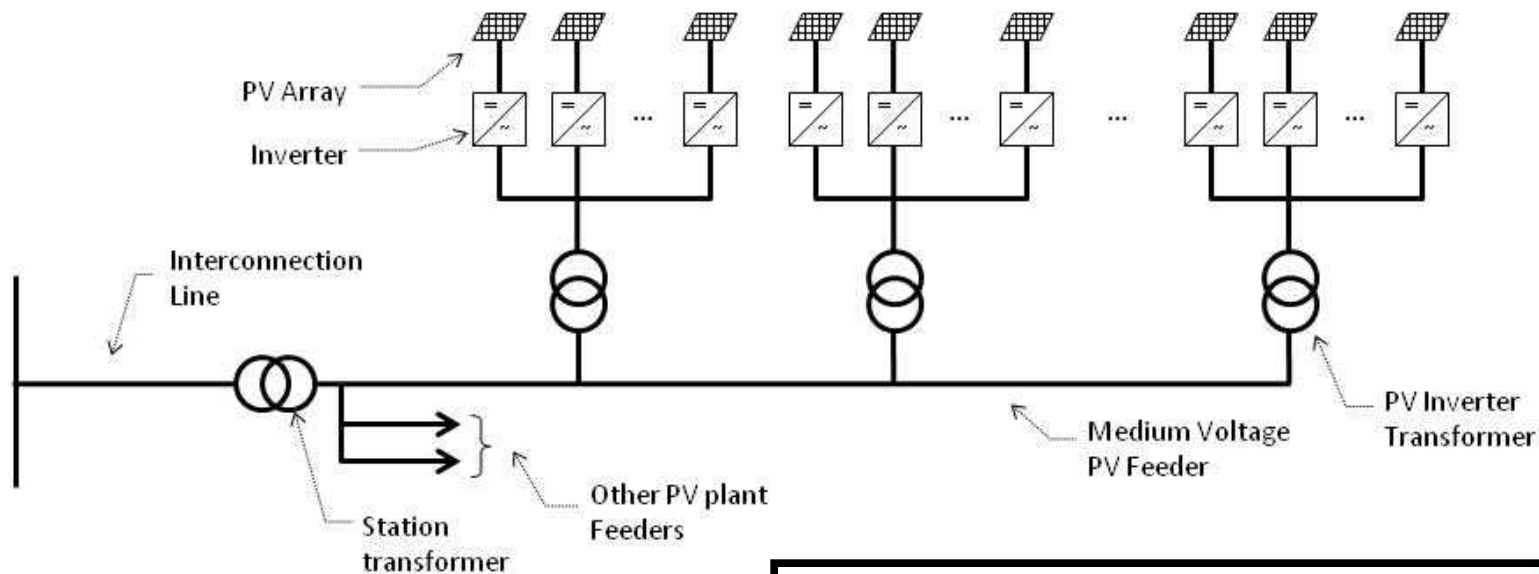 PV Array
Inverter
= ~ = ~ ... = ~ = ~ = ~ ... = ~ ... = ~ = ~ ... = ~
Interconnection
Line
PV Inverter
Transformer
Medium Voltage
PV Feeder
Other PV plant
Feeders
Station
transformer